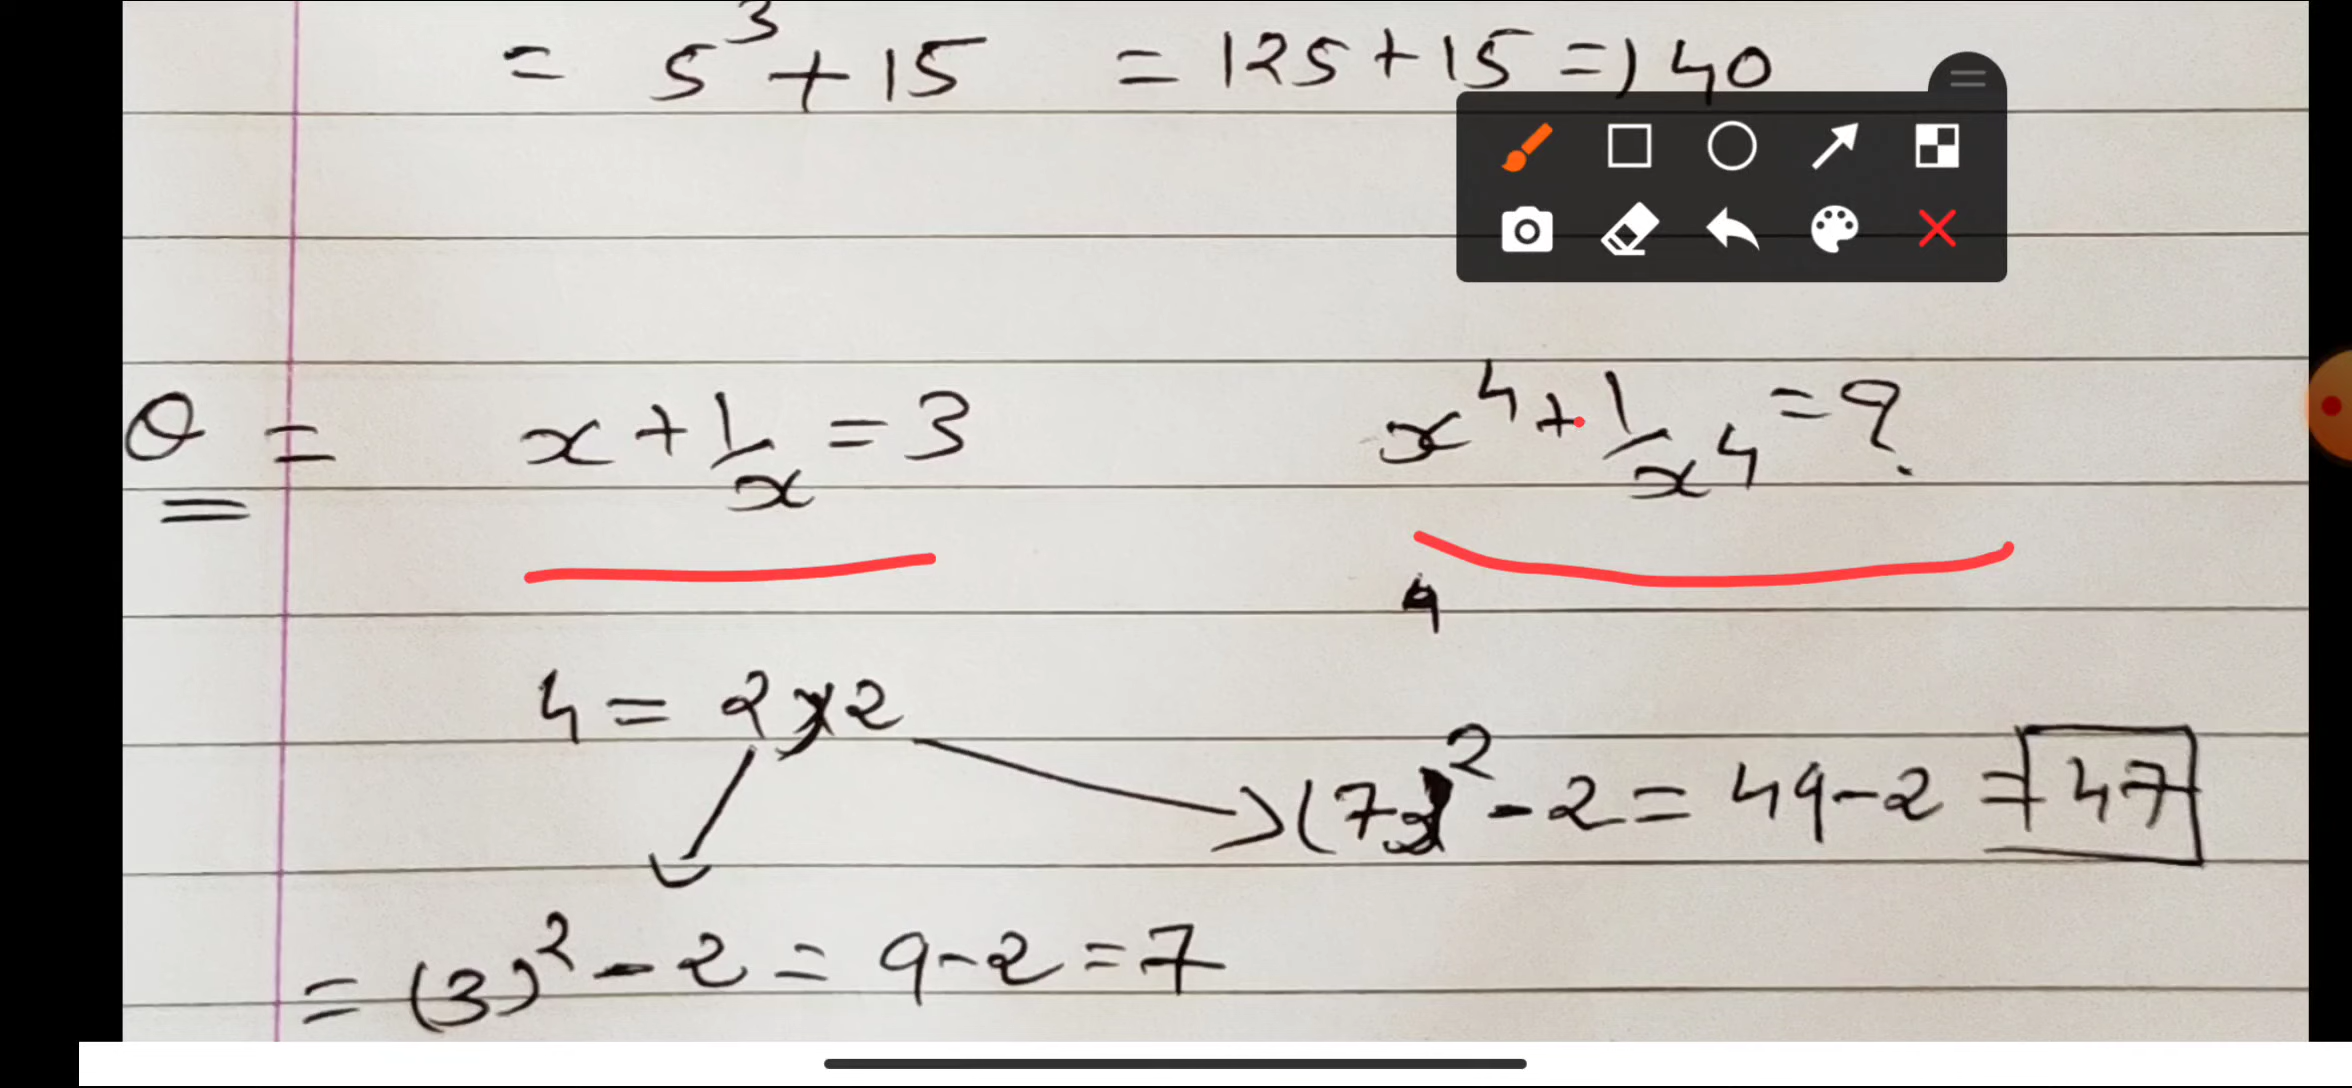 = 5³ + 15 = 125 + 15 = 140
Q = x + 1/x = 3 x⁴ + 1/x⁴ = ?
4
4 = 2 x 2
(7)² - 2 = 49 - 2 = 47
= (3)² - 2 = 9 - 2 = 7